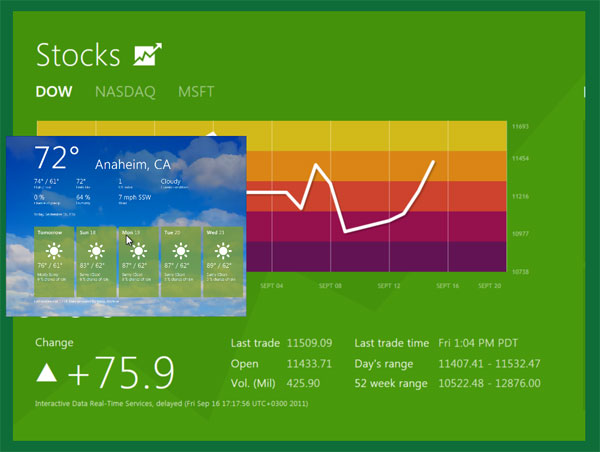 Stocks
DOW NASDAQ MSFT
11693
11454
11216
10977
10738
SEPT 04 SEPT 08 SEPT 12 SEPT 16 SEPT 20
72° Anaheim, CA
74° / 61° 72° 1 Cloudy
0 % 64 % 7 mph SSW
Tomorrow Sun 18 Mon 19 Tue 20 Wed 21
76° / 62° 83° / 62° 87° / 62° 87° / 62° 88° / 62°
Change
+75.9
Last trade 11509.09 Last trade time Fri 1:04 PM PDT
Open 11433.71 Day's range 11407.41 - 11532.47
Vol. (Mil) 425.90 52 week range 10522.48 - 12876.00
Interactive Data Real-Time Services, delayed (Fri Sep 16 17:17:56 UTC+0300 2011)